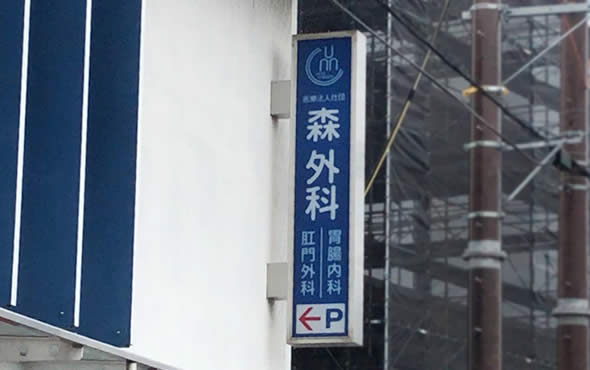 医療法人社団
森外科
胃腸内科
肛門外科
←P